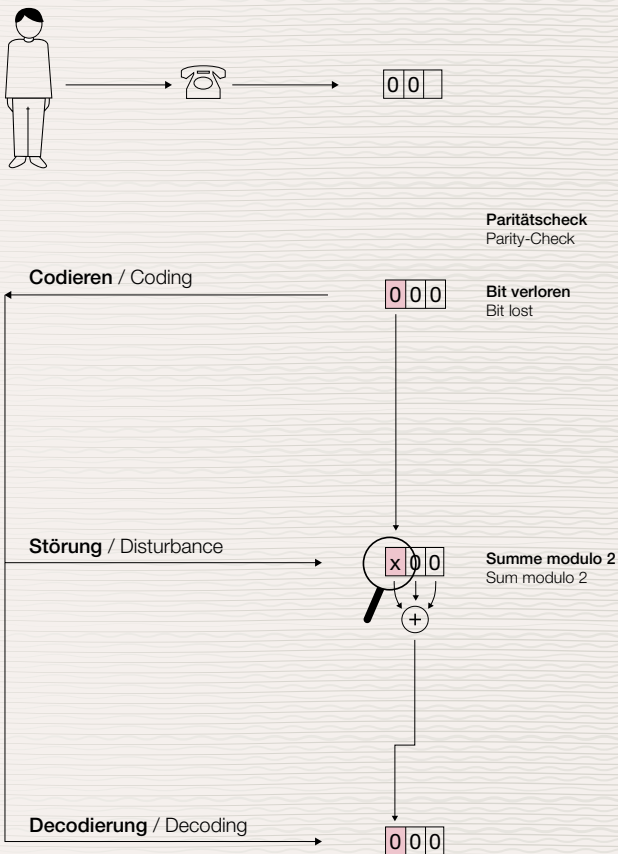 0 0
Paritätscheck
Parity-Check
Codieren / Coding
0 0 0
Bit verloren
Bit lost
Störung / Disturbance
x 0 0
Summe modulo 2
Sum modulo 2
+
Decodierung / Decoding
0 0 0